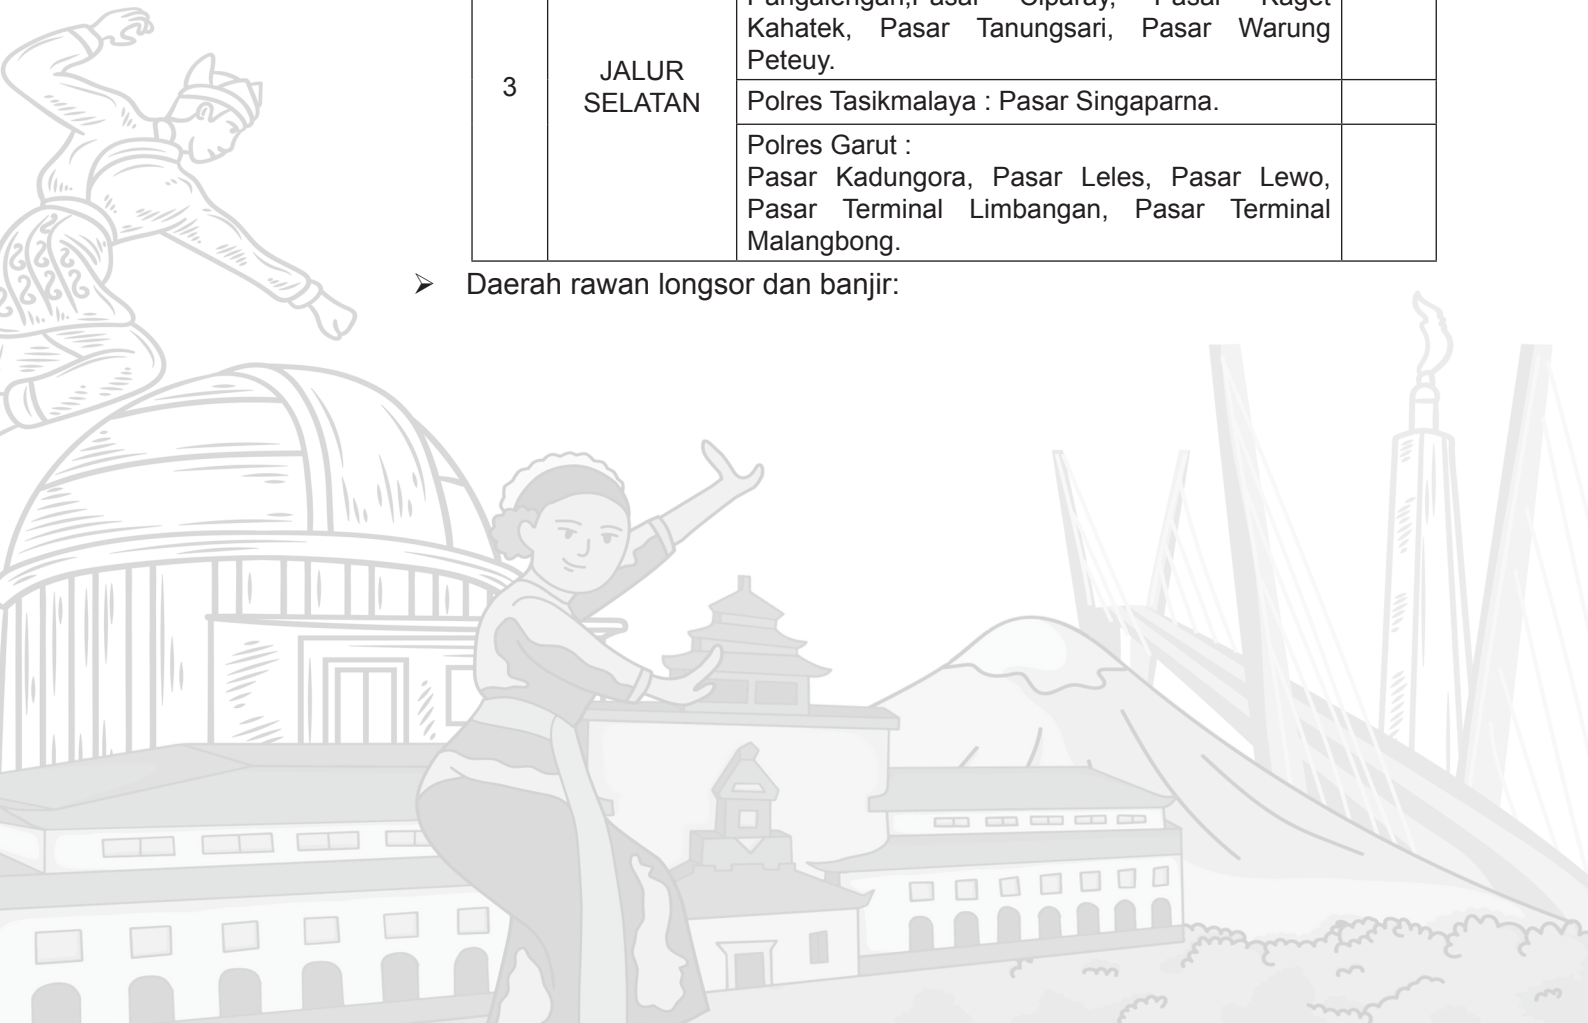 Pangalengan,Pasar Ciparay, Pasar Kaget
Kahatek, Pasar Tanungsari, Pasar Warung
Peteuy.
3
JALUR
SELATAN
Polres Tasikmalaya : Pasar Singaparna.
Polres Garut :
Pasar Kadungora, Pasar Leles, Pasar Lewo,
Pasar Terminal Limbangan, Pasar Terminal
Malangbong.
➢ Daerah rawan longsor dan banjir: